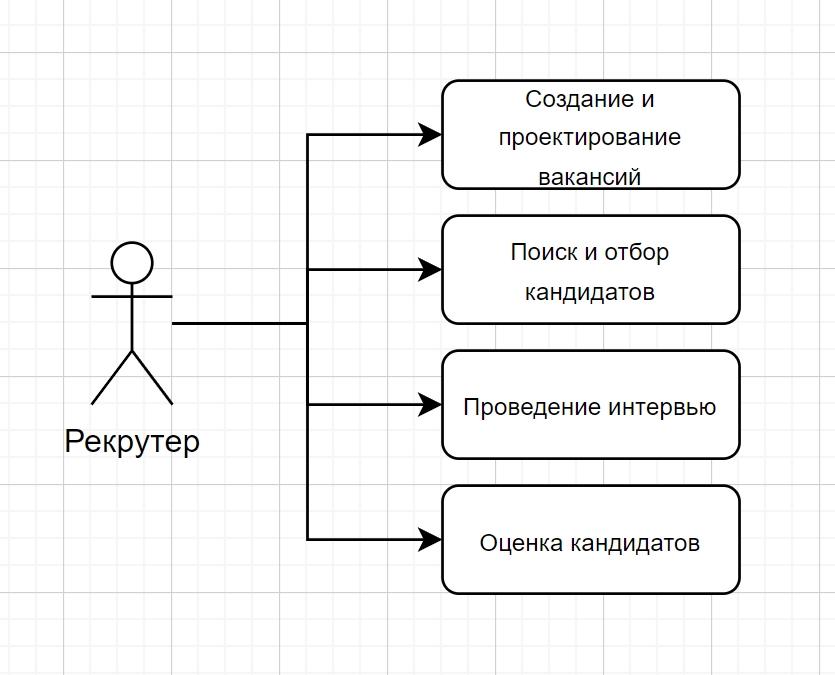 Создание и
проектирование
вакансий
Поиск и отбор
кандидатов
Проведение интервью
Рекрутер
Оценка кандидатов